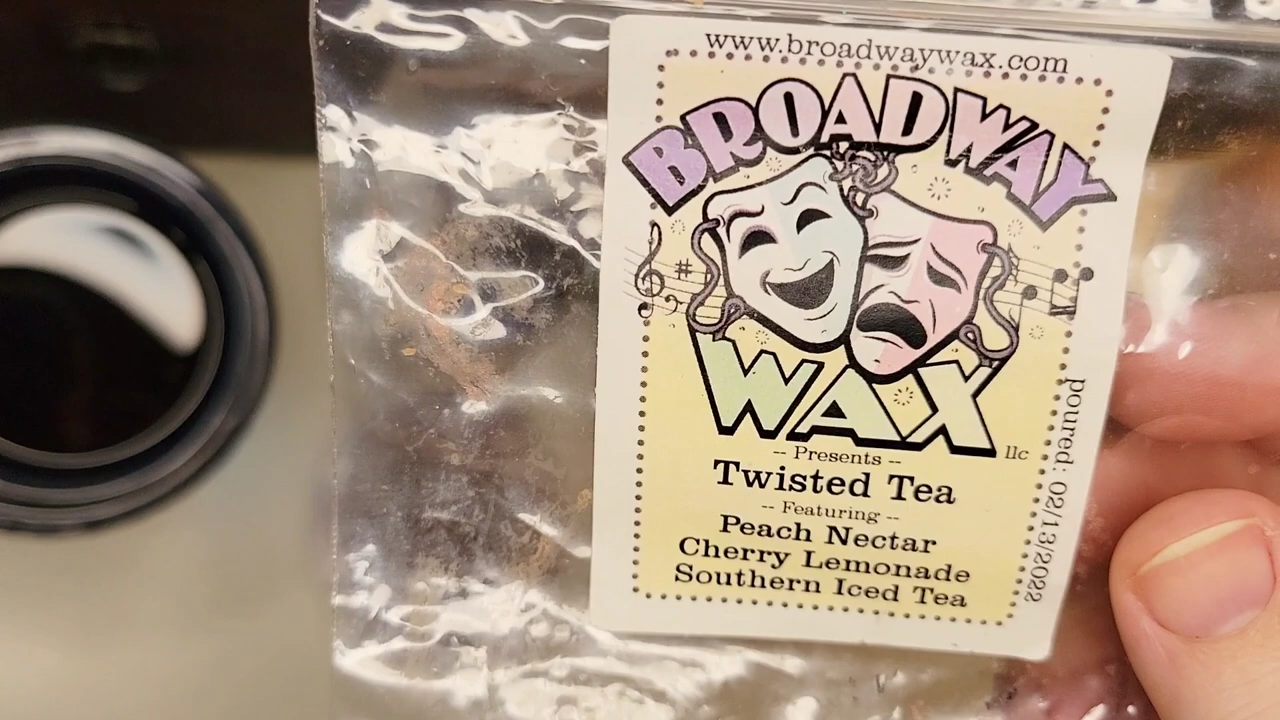 www.broadwaywax.com
BROADWAY
WAX
llc
-- Presents --
Twisted Tea
-- Featuring --
Peach Nectar
Cherry Lemonade
Southern Iced Tea
poured: 02/13/2022